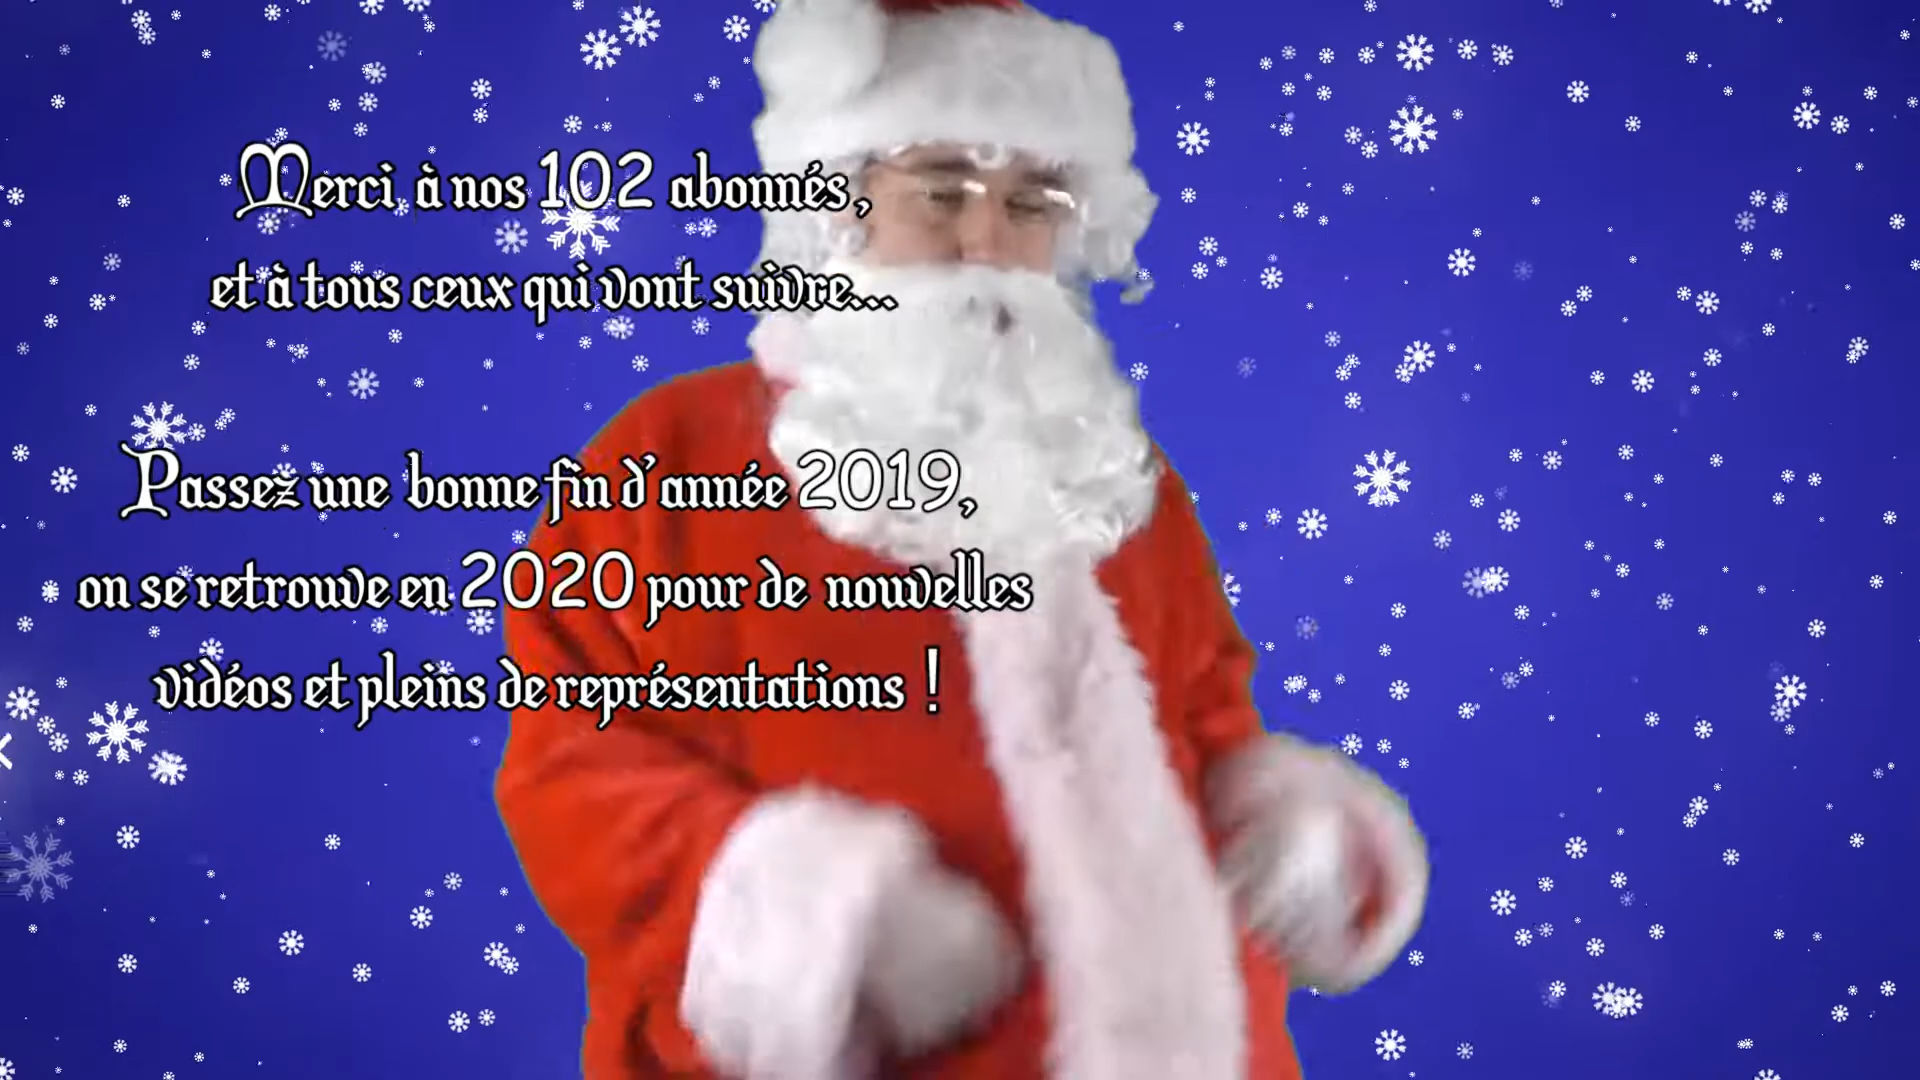 Merci à nos 102 abonnés,
et à tous ceux qui vont suivre...
Passez une bonne fin d'année 2019,
on se retrouve en 2020 pour de nouvelles
vidéos et pleins de représentations !